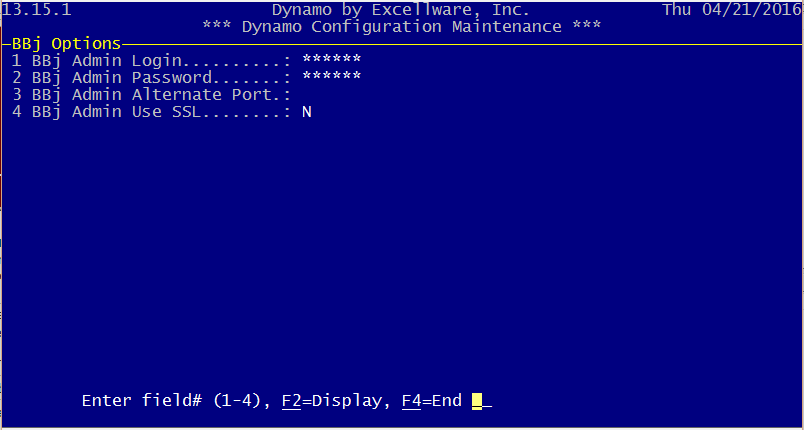 13.15.1 Dynamo by Excellware, Inc. Thu 04/21/2016
*** Dynamo Configuration Maintenance ***
BBj Options
1 BBj Admin Login..........: ******
2 BBj Admin Password.......: ******
3 BBj Admin Alternate Port.:
4 BBj Admin Use SSL........: N
Enter field# (1-4), F2=Display, F4=End